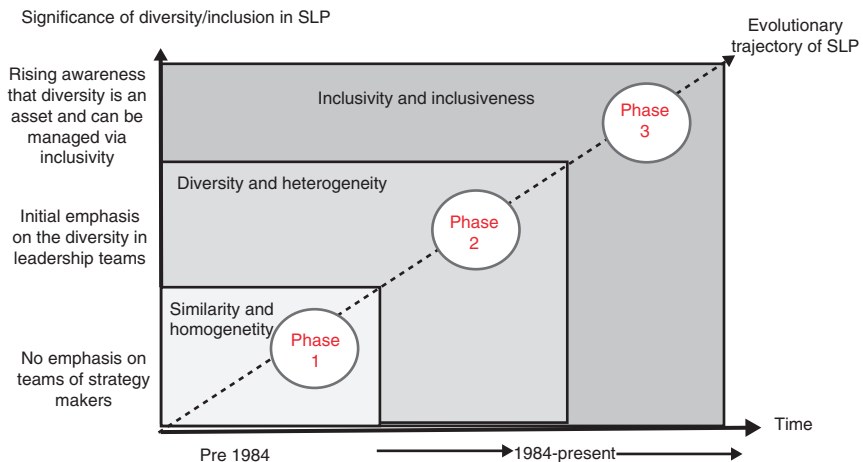 Significance of diversity/inclusion in SLP
Evolutionary
trajectory of SLP
Rising awareness
that diversity is an
asset and can be
managed via
inclusivity
Inclusivity and inclusiveness
Phase
3
Diversity and heterogeneity
Initial emphasis
on the diversity in
leadership teams
Phase
2
Similarity and
homogenetity
Phase
1
No emphasis on
teams of strategy
makers
Time
Pre 1984
1984-present